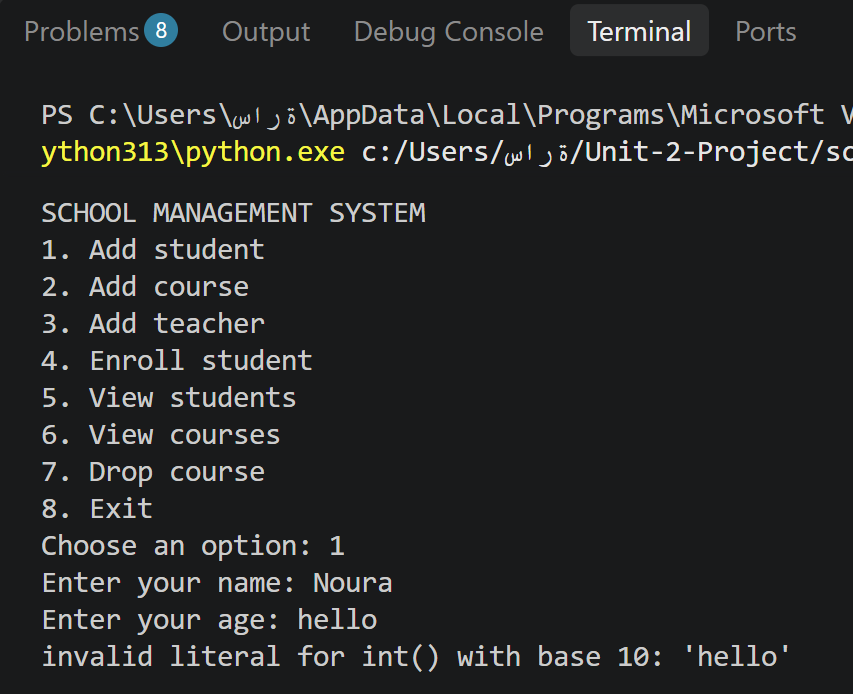 Problems 8 Output Debug Console Terminal Ports
PS C:\Users\سارة\AppData\Local\Programs\Microsoft V
ython313\python.exe c:/Users/سارة/Unit-2-Project/sc
SCHOOL MANAGEMENT SYSTEM
1. Add student
2. Add course
3. Add teacher
4. Enroll student
5. View students
6. View courses
7. Drop course
8. Exit
Choose an option: 1
Enter your name: Noura
Enter your age: hello
invalid literal for int() with base 10: 'hello'